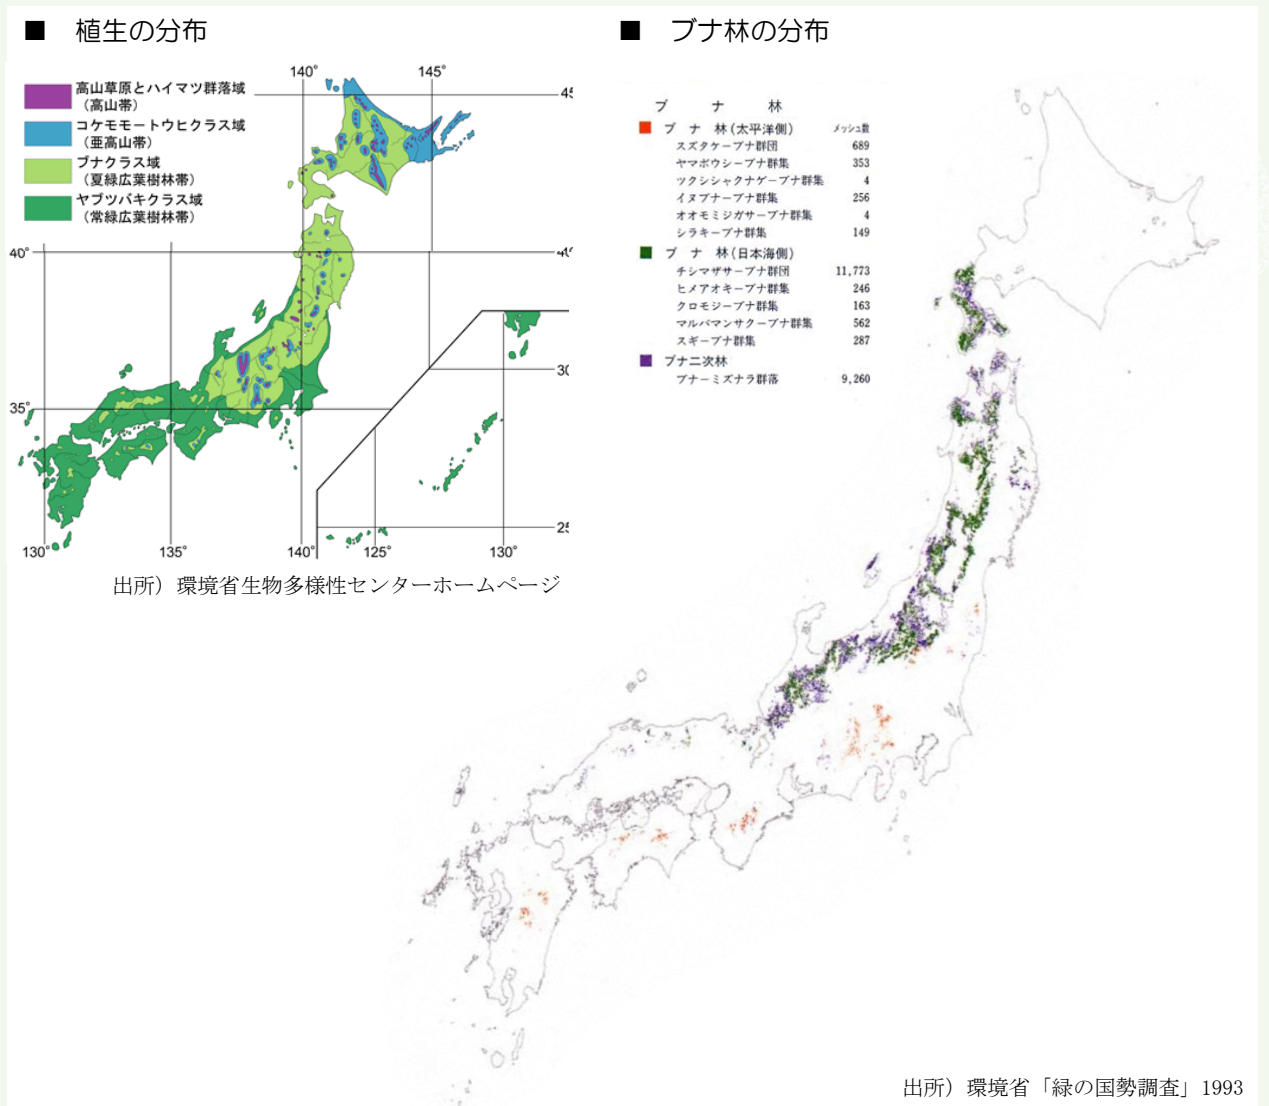 ■ 植生の分布
高山草原とハイマツ群落域
（高山帯）
コケモモートウヒクラス域
（亜高山帯）
ブナクラス域
（夏緑広葉樹林帯）
ヤブツバキクラス域
（常緑広葉樹林帯）
140° 145°
45
40° 40°
30
35°
25
130° 135° 140° 125° 130°
出所）環境省生物多様性センターホームページ
■ ブナ林の分布
ブ ナ 林
ブ ナ 林(太平洋側) メッシュ数
スズタケーブナ群団 689
ヤマボウシーブナ群集 353
ツクシシャクナゲーブナ群集 4
イヌブナーブナ群集 256
オオモミジガサーブナ群集 4
シラキーブナ群集 149
ブ ナ 林(日本海側)
チシマザサーブナ群団 11,773
ヒメアオキーブナ群集 246
クロモジーブナ群集 163
マルバマンサクーブナ群集 562
スギーブナ群集 287
ブナ二次林
ブナーミズナラ群落 9,260
出所）環境省「緑の国勢調査」1993